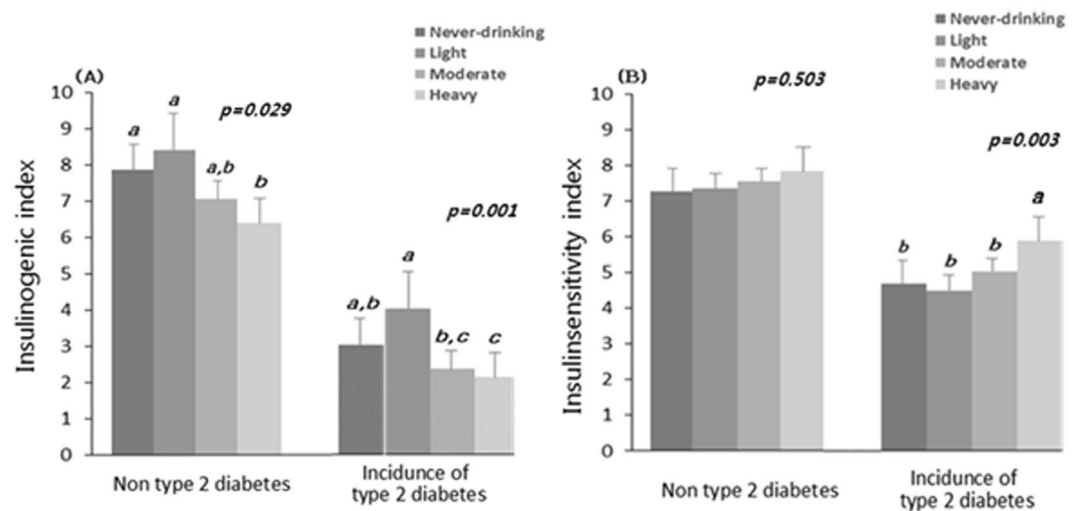 (A)
Never-drinking
Light
Moderate
Heavy
p=0.029
p=0.001
Insulinogenic index
10
9
8
7
6
5
4
3
2
1
0
a
a
a,b
b
a,b
a
b,c
c
Non type 2 diabetes
Incidunce of
type 2 diabetes
(B)
Never-drinking
Light
Moderate
Heavy
p=0.503
p=0.003
Insulinsensitivity index
10
9
8
7
6
5
4
3
2
1
0
b
b
b
a
Non type 2 diabetes
Incidunce of
type 2 diabetes